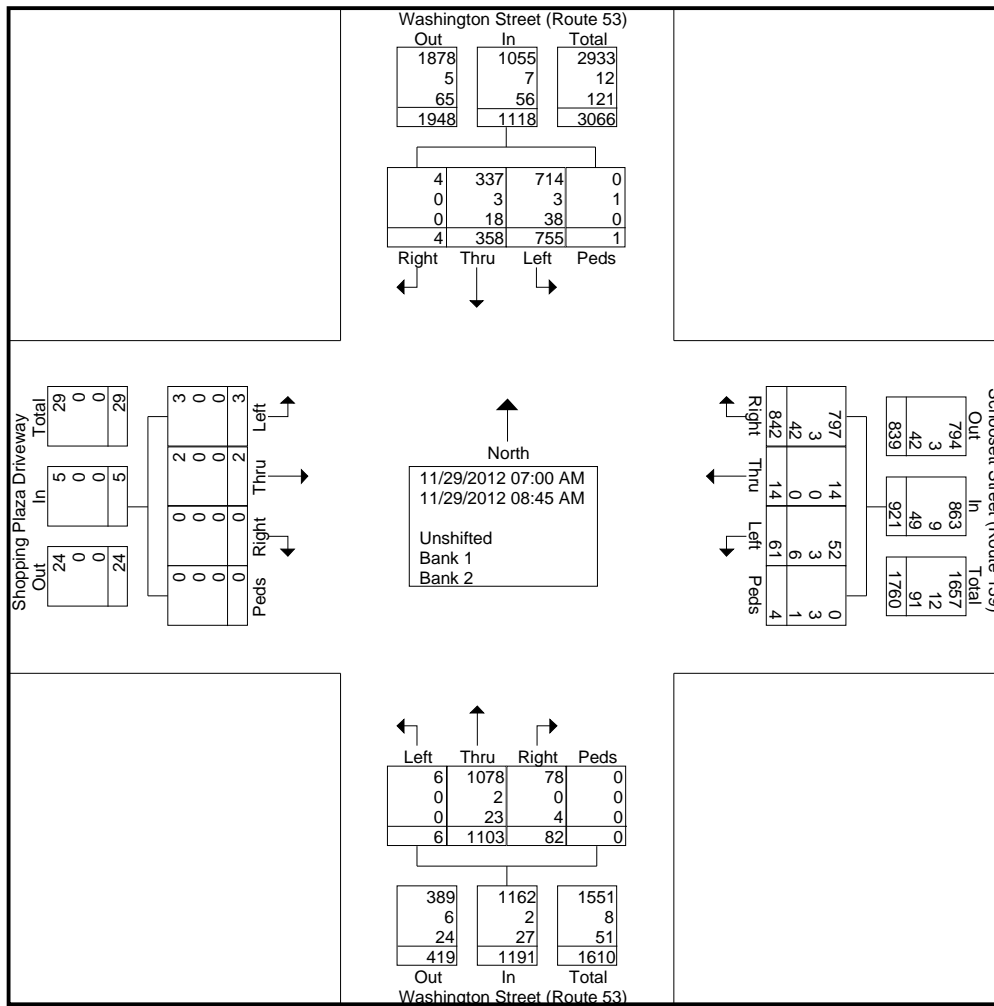 Washington Street (Route 53)
Out In Total
1878 1055 2933
5 7 12
65 56 121
1948 1118 3066
4 337 714 0
0 3 3 1
0 18 38 0
4 358 755 1
Right Thru Left Peds
Shopping Plaza Driveway
Out In Total
24 5 29
0 0 0
0 0 0
24 5 29
0 0 2 3
0 0 0 0
0 0 0 0
0 0 2 3
Peds Right Thru Left
North
11/29/2012 07:00 AM
11/29/2012 08:45 AM
Unshifted
Bank 1
Bank 2
Street (Route 139)
Out In Total
794 863 1657
3 9 12
42 49 91
839 921 1760
797 14 52 0
3 0 3 3
42 0 6 1
842 14 61 4
Right Thru Left Peds
Left Thru Right Peds
6 1078 78 0
0 2 0 0
0 23 4 0
6 1103 82 0
389 1162 1551
6 2 8
24 27 51
419 1191 1610
Out In Total
Washington Street (Route 53)